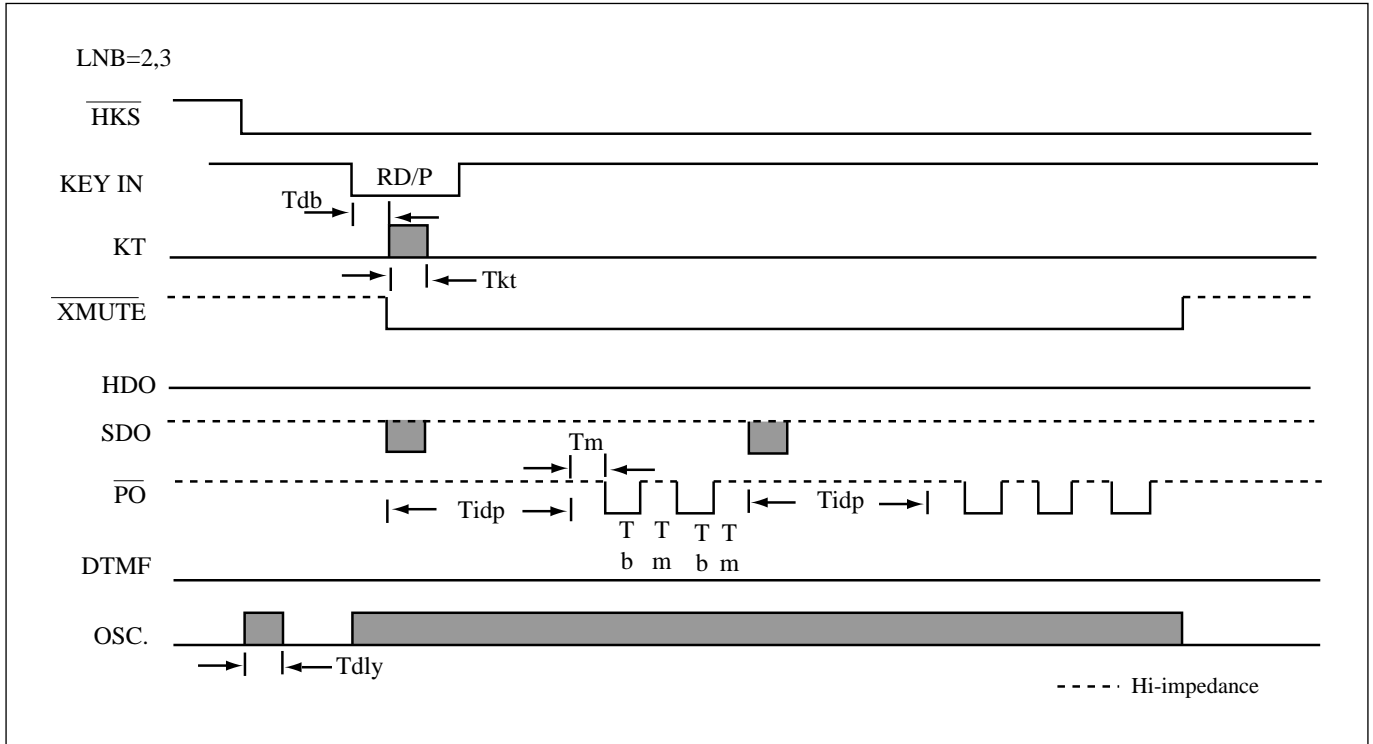 LNB=2,3
HKS
KEY IN
RD/P
Tdb
KT
Tkt
XMUTE
HDO
SDO
Tm
PO
Tidp
Tidp
T T T T
b m b m
DTMF
OSC.
Tdly
Hi-impedance